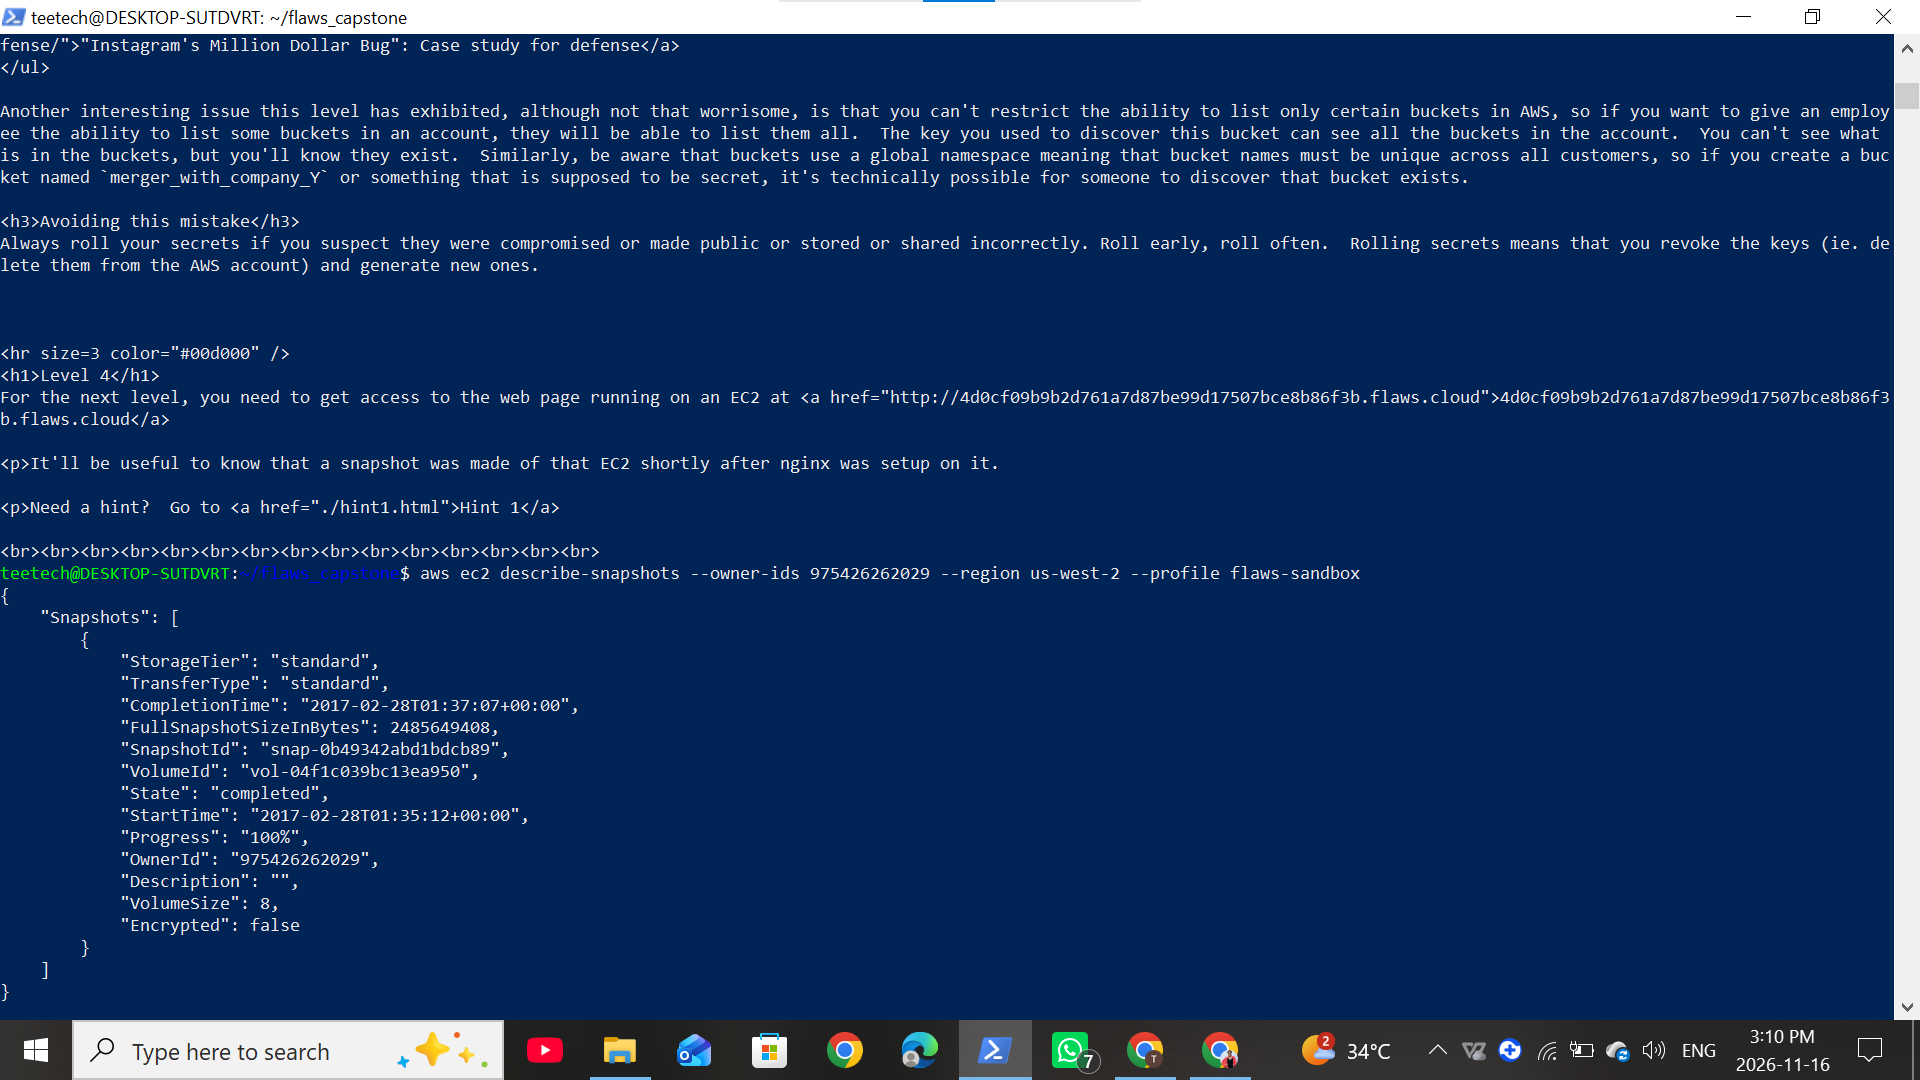 teetech@DESKTOP-SUTDVRT: ~/flaws_capstone
fense/">"Instagram's Million Dollar Bug": Case study for defense</a>
</ul>
Another interesting issue this level has exhibited, although not that worrisome, is that you can't restrict the ability to list only certain buckets in AWS, so if you want to give an employ
ee the ability to list some buckets in an account, they will be able to list them all.  The key you used to discover this bucket can see all the buckets in the account.  You can't see what
is in the buckets, but you'll know they exist.  Similarly, be aware that buckets use a global namespace meaning that bucket names must be unique across all customers, so if you create a buc
ket named `merger_with_company_Y` or something that is supposed to be secret, it's technically possible for someone to discover that bucket exists.
<h3>Avoiding this mistake</h3>
Always roll your secrets if you suspect they were compromised or made public or stored or shared incorrectly. Roll early, roll often.  Rolling secrets means that you revoke the keys (ie. de
lete them from the AWS account) and generate new ones.
<hr size=3 color="#00d000" />
<h1>Level 4</h1>
For the next level, you need to get access to the web page running on an EC2 at <a href="http://4d0cf09b9b2d761a7d87be99d17507bce8b86f3b.flaws.cloud">4d0cf09b9b2d761a7d87be99d17507bce8b86f3
b.flaws.cloud</a>
<p>It'll be useful to know that a snapshot was made of that EC2 shortly after nginx was setup on it.
<p>Need a hint?  Go to <a href="./hint1.html">Hint 1</a>
<br><br><br><br><br><br><br><br><br><br><br><br><br><br><br>
teetech@DESKTOP-SUTDVRT:~/flaws_capstone$ aws ec2 describe-snapshots --owner-ids 975426262029 --region us-west-2 --profile flaws-sandbox
{
    "Snapshots": [
        {
            "StorageTier": "standard",
            "TransferType": "standard",
            "CompletionTime": "2017-02-28T01:37:07+00:00",
            "FullSnapshotSizeInBytes": 2485649408,
            "SnapshotId": "snap-0b49342abd1bdcb89",
            "VolumeId": "vol-04f1c039bc13ea950",
            "State": "completed",
            "StartTime": "2017-02-28T01:35:12+00:00",
            "Progress": "100%",
            "OwnerId": "975426262029",
            "Description": "",
            "VolumeSize": 8,
            "Encrypted": false
        }
    ]
}
Type here to search
7
T
2
34°C
ENG
3:10 PM
2026-11-16